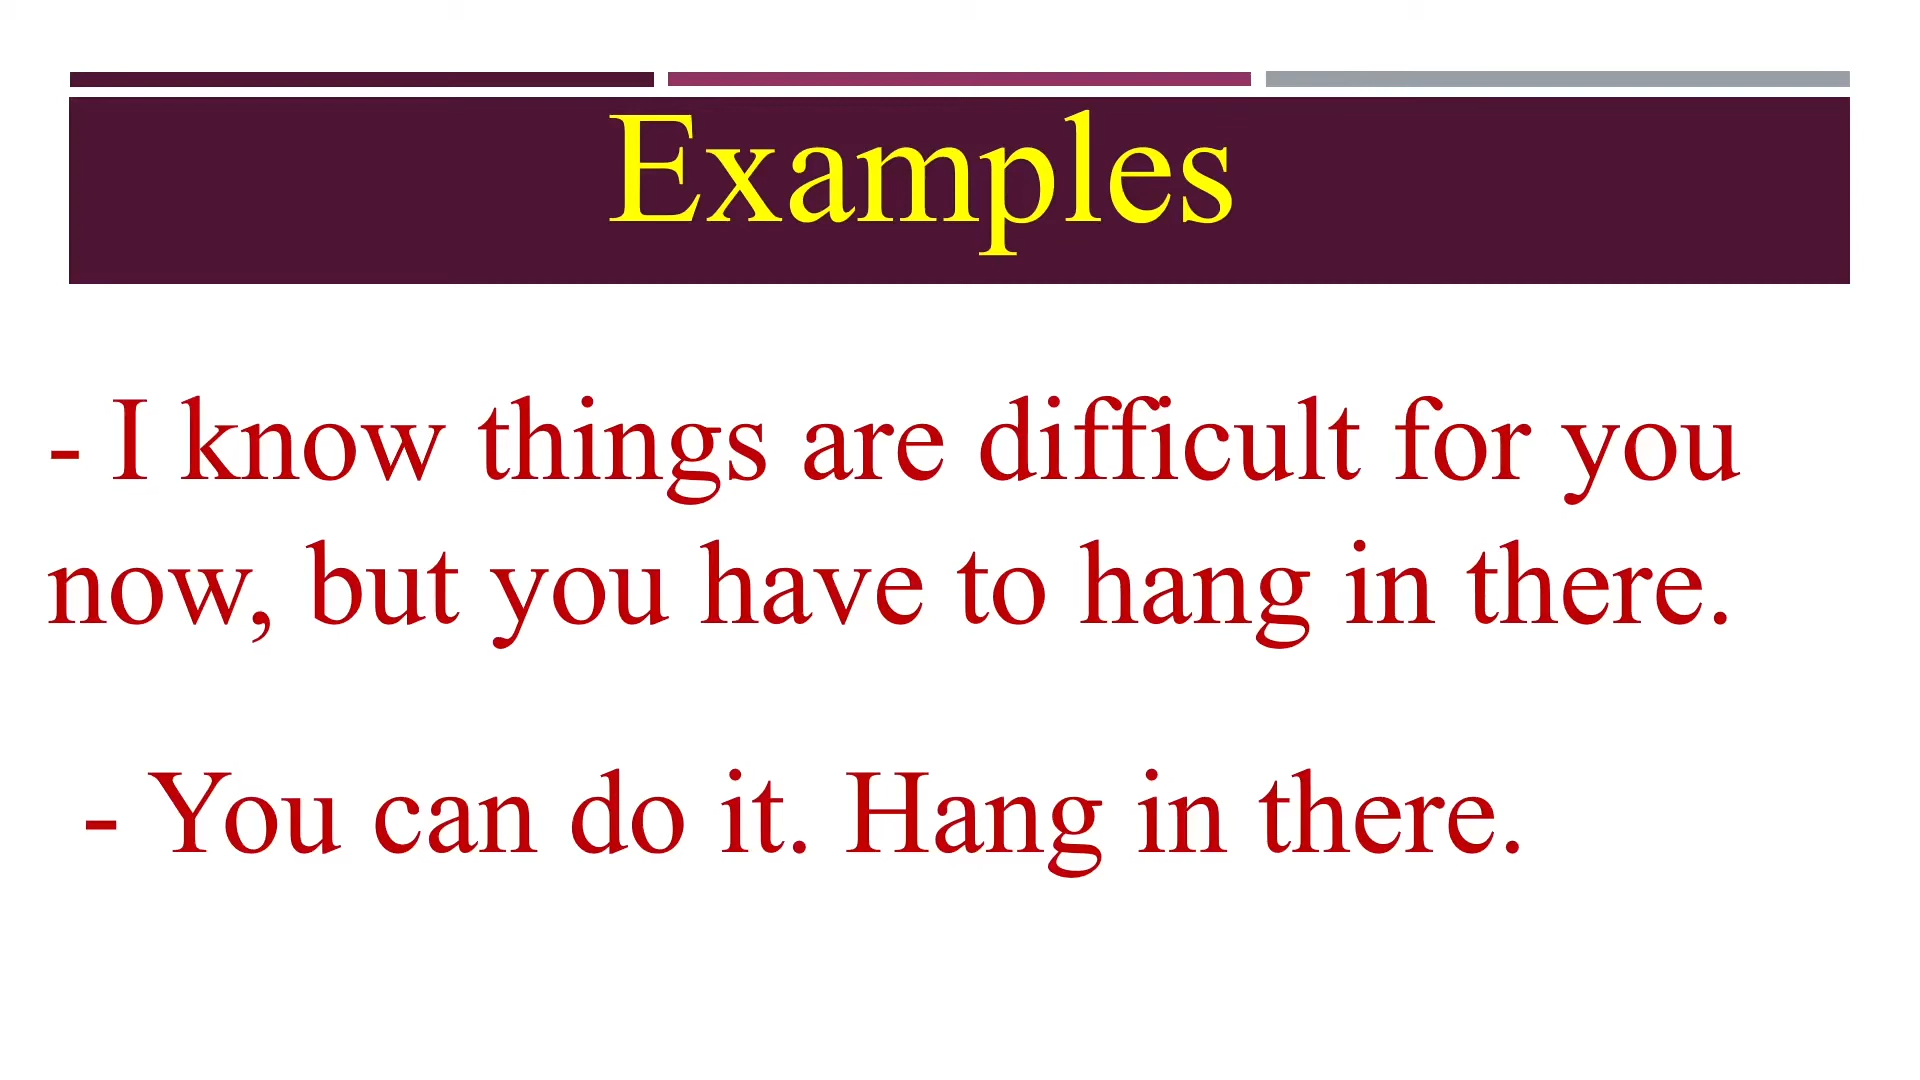 Examples
- I know things are difficult for you
now, but you have to hang in there.
- You can do it. Hang in there.